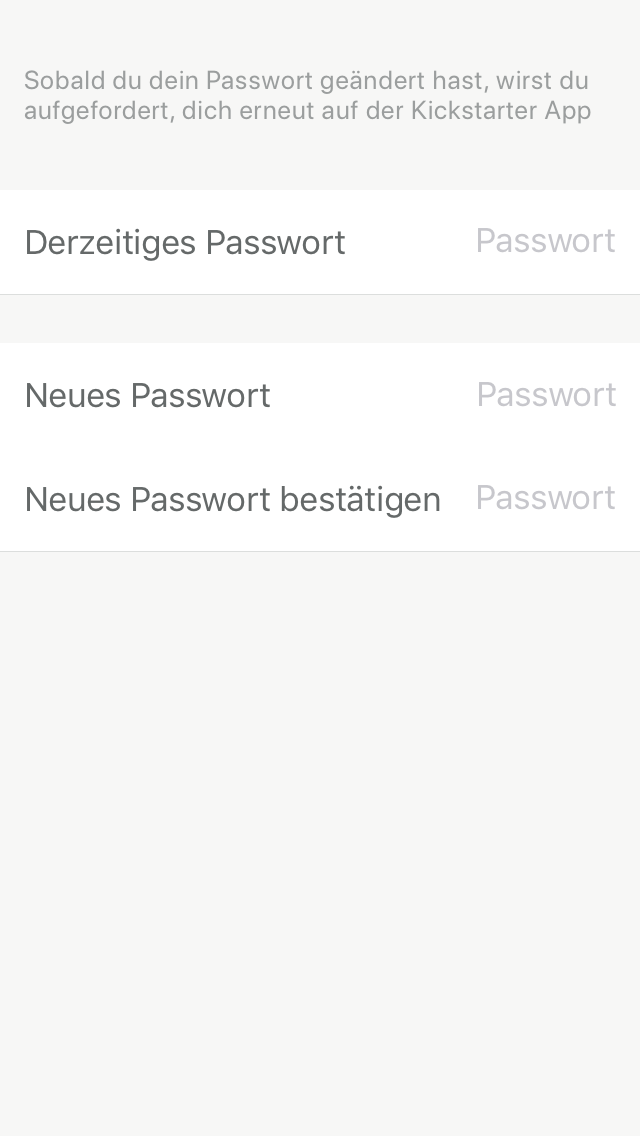 Sobald du dein Passwort geändert hast, wirst du
aufgefordert, dich erneut auf der Kickstarter App
Derzeitiges Passwort Passwort
Neues Passwort Passwort
Neues Passwort bestätigen Passwort